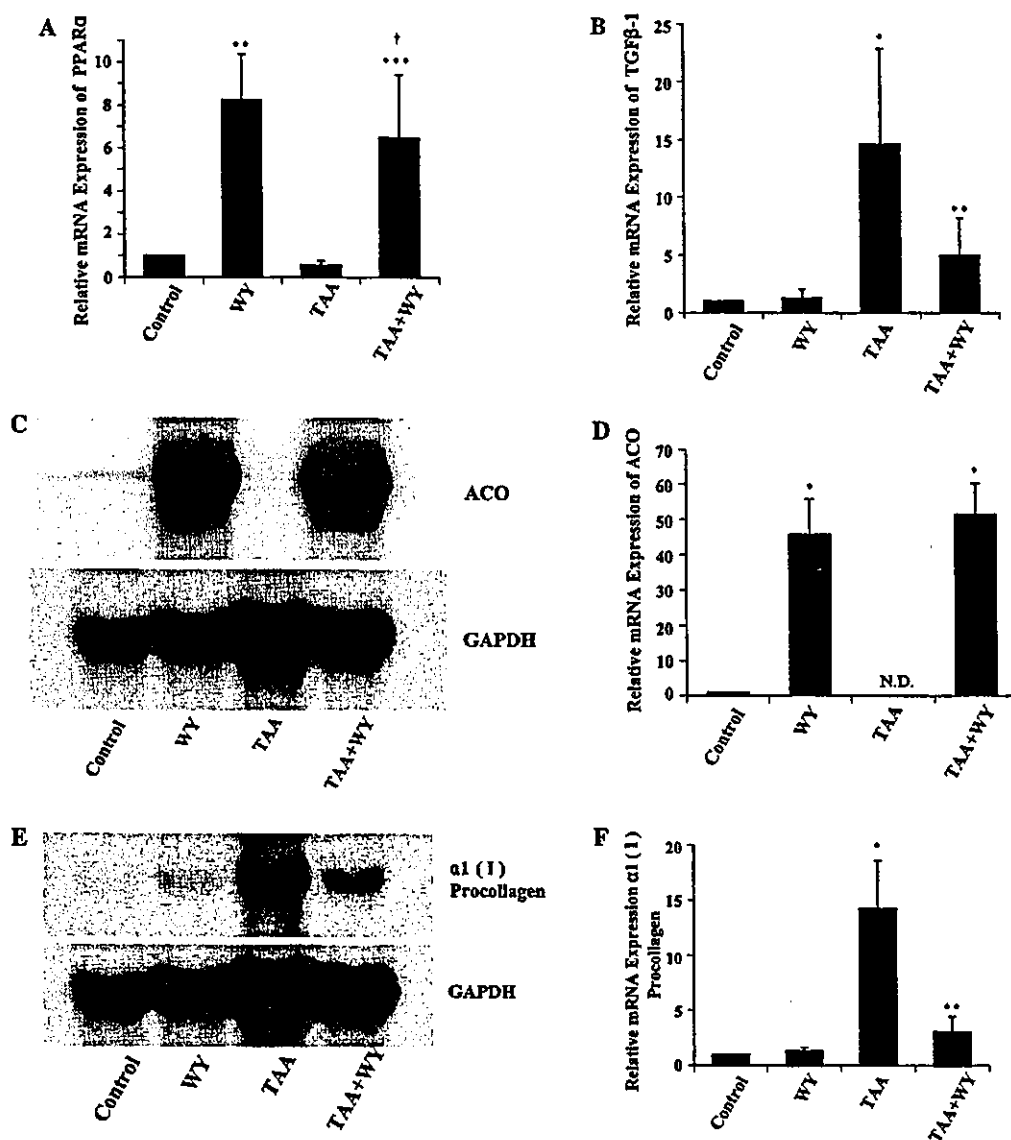 A
Relative mRNA Expression of PPARα
10
8
6
4
2
0
**
†
***
Control
WY
TAA
TAA+WY
B
Relative mRNA Expression of TGFβ-1
25
20
15
10
5
0
*
**
Control
WY
TAA
TAA+WY
C
ACO
GAPDH
Control
WY
TAA
TAA+WY
D
Relative mRNA Expression of ACO
70
60
50
40
30
20
10
0
*
N.D.
*
Control
WY
TAA
TAA+WY
E
α1 ( I )
Procollagen
GAPDH
Control
WY
TAA
TAA+WY
F
Relative mRNA Expression α1 ( I )
Procollagen
20
15
10
5
0
*
**
Control
WY
TAA
TAA+WY